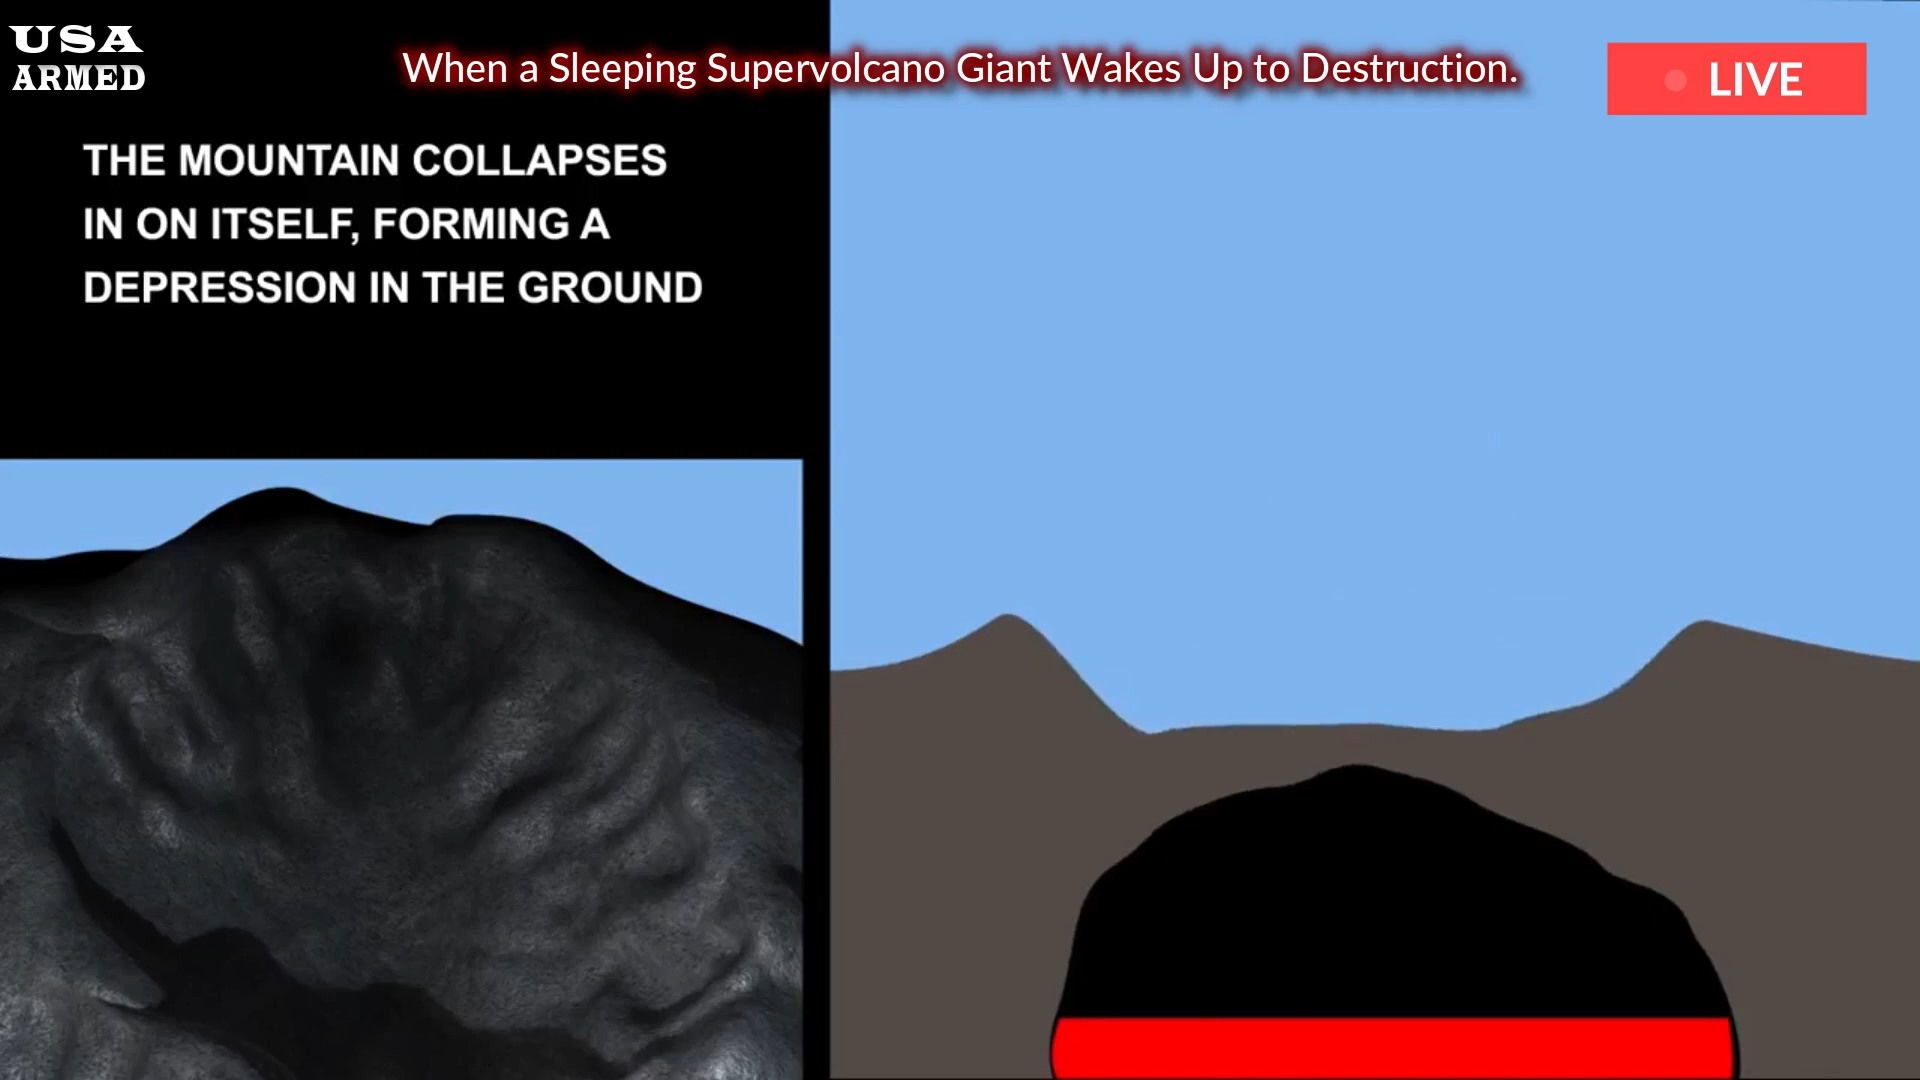 USA
ARMED
When a Sleeping Supervolcano Giant Wakes Up to Destruction.
LIVE
THE MOUNTAIN COLLAPSES
IN ON ITSELF, FORMING A
DEPRESSION IN THE GROUND